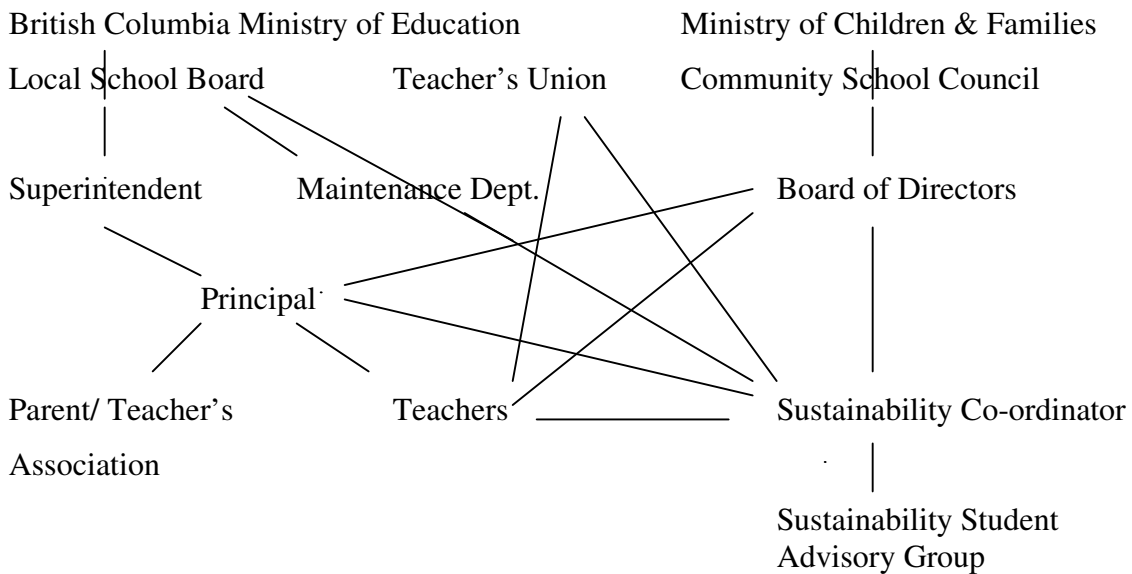 British Columbia Ministry of Education Ministry of Children & Families
Local School Board Teacher's Union Community School Council
Superintendent Maintenance Dept. Board of Directors
Principal
Parent/ Teacher's Teachers Sustainability Co-ordinator
Association
Sustainability Student
Advisory Group